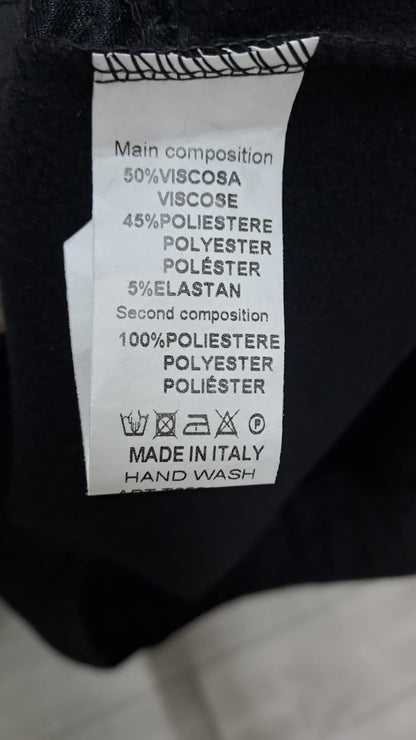 Main composition
50%VISCOSA
VISCOSE
45%POLIESTERE
POLYESTER
POLÉSTER
5%ELASTAN
Second composition
100%POLIESTERE
POLYESTER
POLIÉSTER
P
MADE IN ITALY
HAND WASH